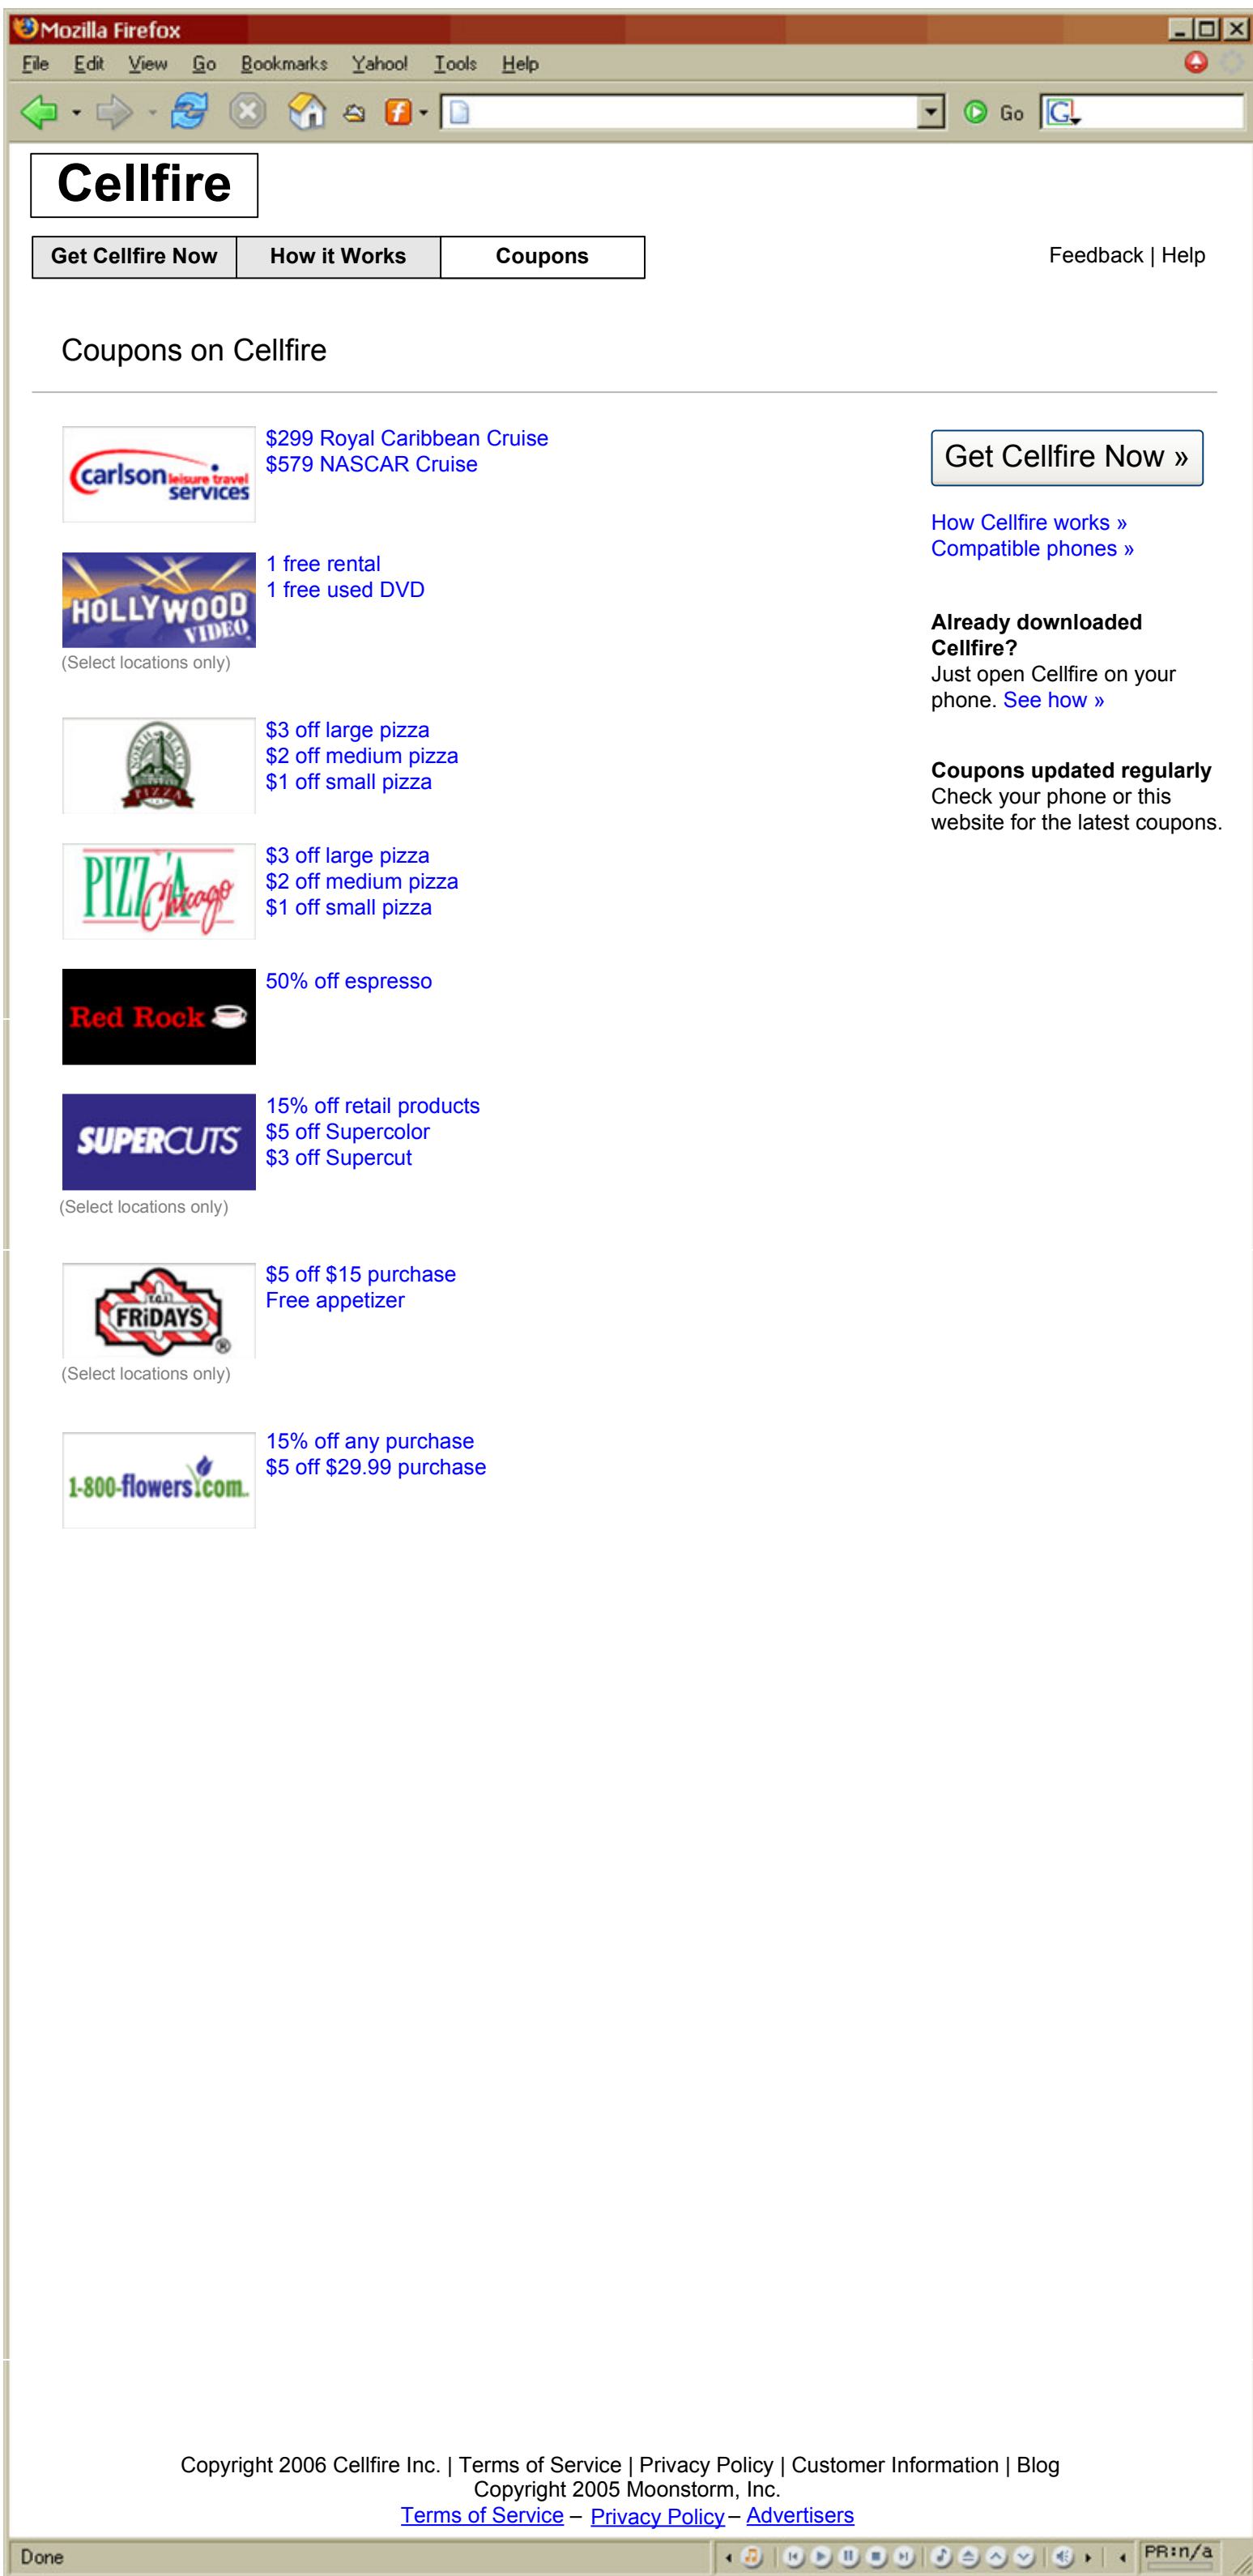 Mozilla Firefox
File Edit View Go Bookmarks Yahoo! Tools Help
Go
Cellfire
Get Cellfire Now How it Works Coupons Feedback | Help
Coupons on Cellfire
carlson leisure travel services
$299 Royal Caribbean Cruise
$579 NASCAR Cruise
HOLLYWOOD VIDEO
1 free rental
1 free used DVD
(Select locations only)
NORTH BEACH PIZZA
$3 off large pizza
$2 off medium pizza
$1 off small pizza
PIZZ'A Chicago
$3 off large pizza
$2 off medium pizza
$1 off small pizza
Red Rock
50% off espresso
SUPERCUTS
15% off retail products
$5 off Supercolor
$3 off Supercut
(Select locations only)
T.G.I. FRiDAY'S ®
$5 off $15 purchase
Free appetizer
(Select locations only)
1-800-flowers.com
15% off any purchase
$5 off $29.99 purchase
Get Cellfire Now »
How Cellfire works »
Compatible phones »
Already downloaded
Cellfire?
Just open Cellfire on your
phone. See how »
Coupons updated regularly
Check your phone or this
website for the latest coupons.
Copyright 2006 Cellfire Inc. | Terms of Service | Privacy Policy | Customer Information | Blog
Copyright 2005 Moonstorm, Inc.
Terms of Service – Privacy Policy – Advertisers
Done PR:n/a